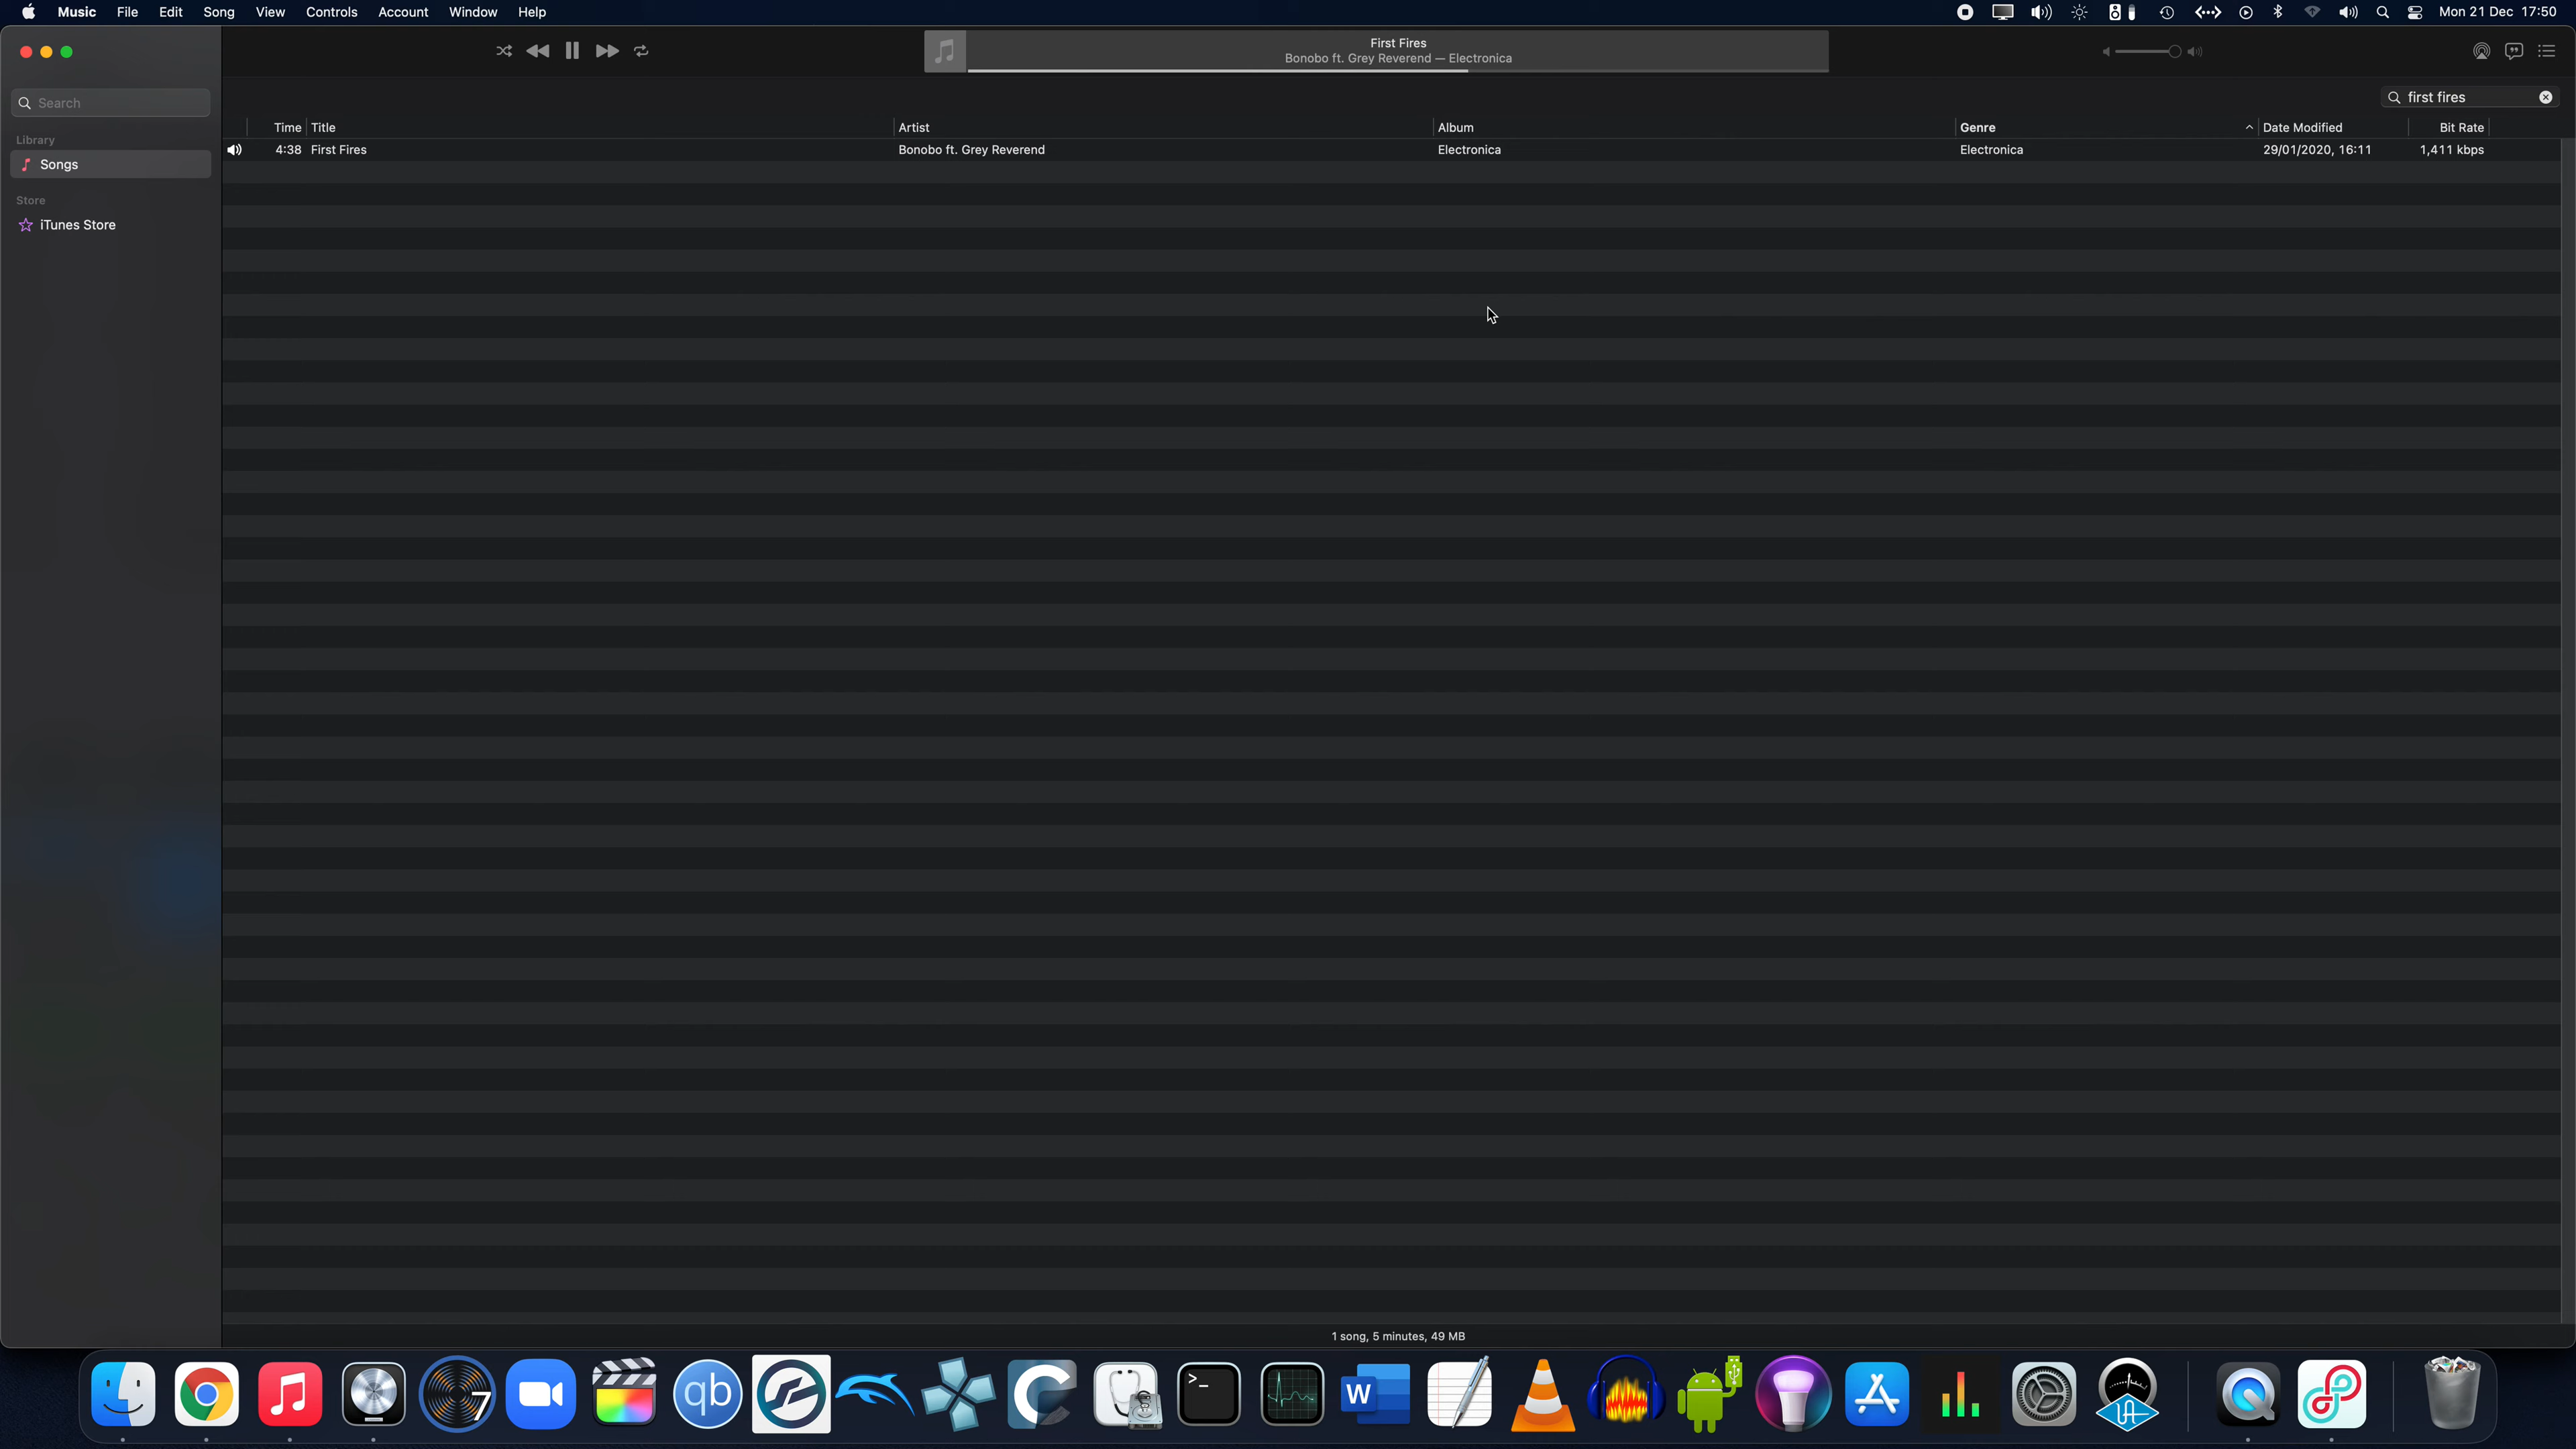 Music File Edit Song View Controls Account Window Help Mon 21 Dec 17:50
First Fires
Bonobo ft. Grey Reverend — Electronica
Search
first fires
Library
Songs
Store
iTunes Store
Time Title Artist Album Genre Date Modified Bit Rate
4:38 First Fires Bonobo ft. Grey Reverend Electronica Electronica 29/01/2020, 16:11 1,411 kbps
1 song, 5 minutes, 49 MB
7
qb
>_
W